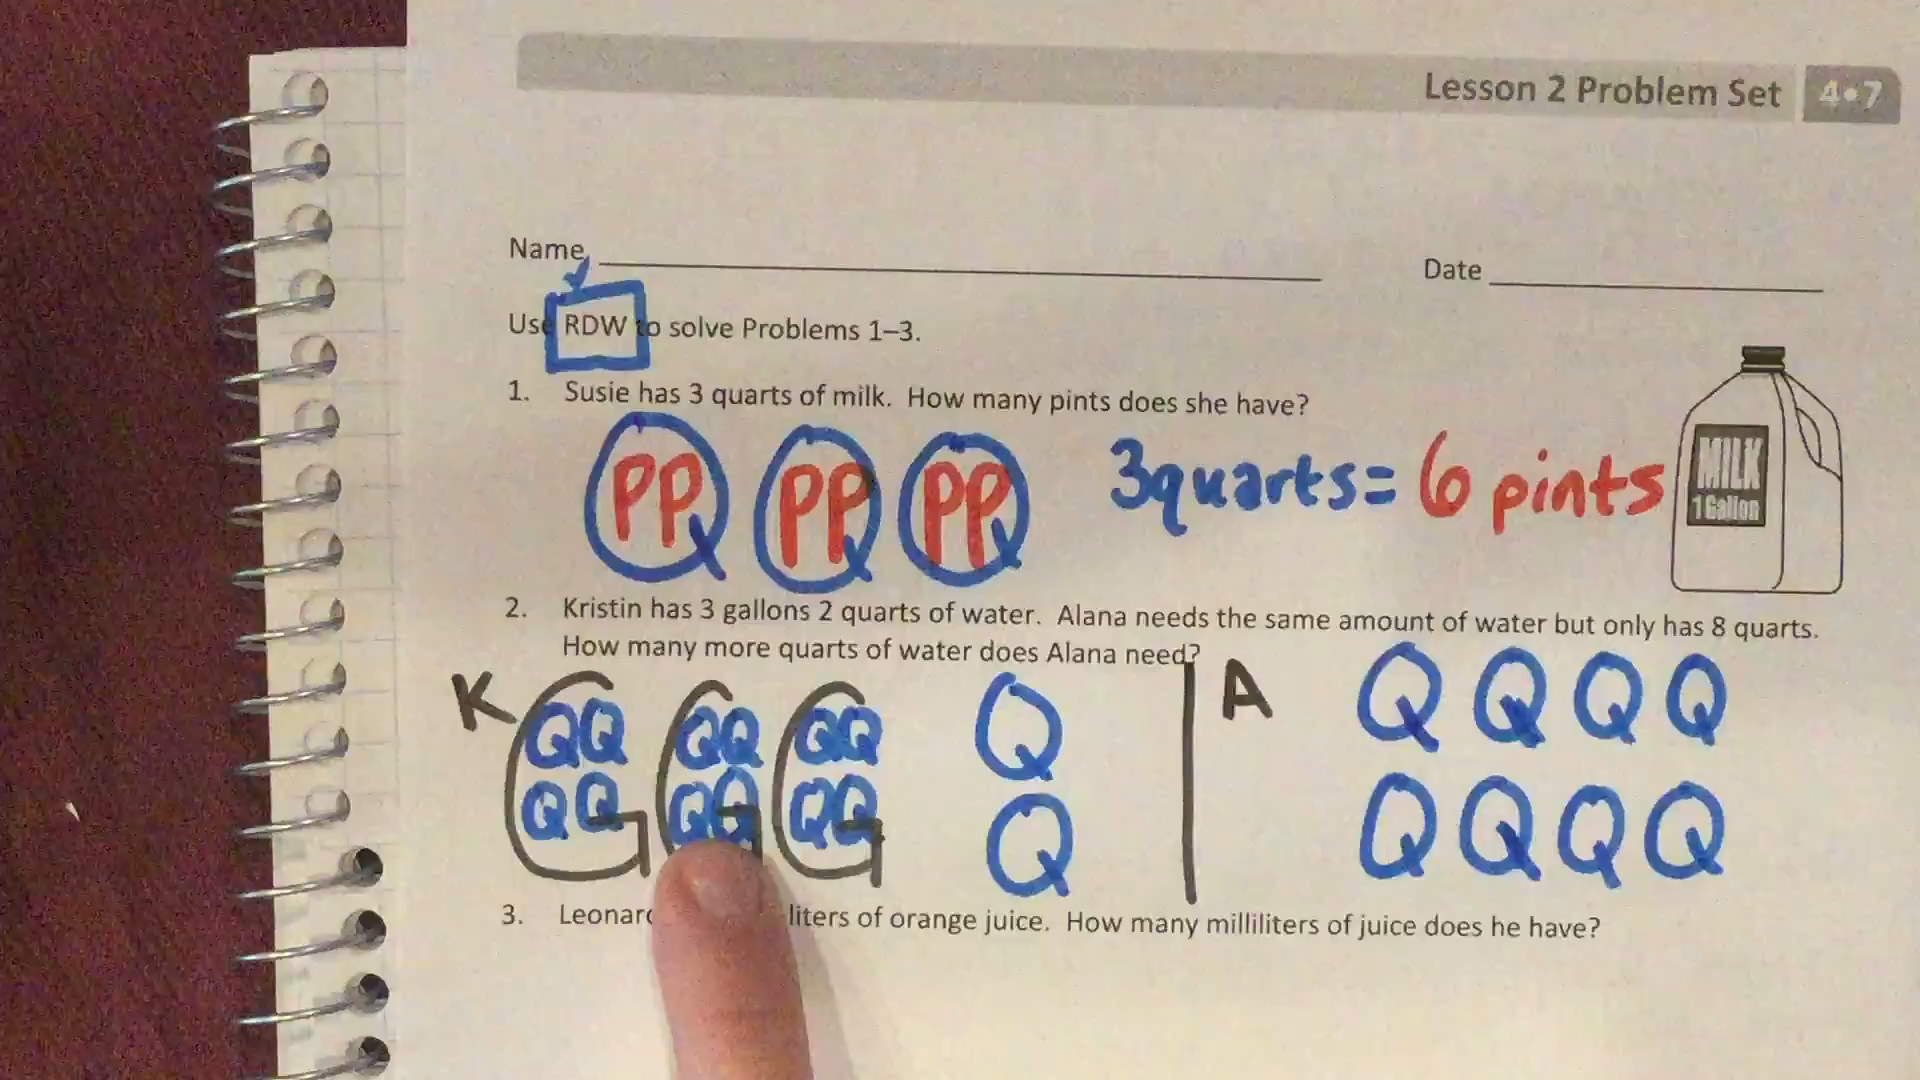 Lesson 2 Problem Set 4•7
Name Date
Use RDW to solve Problems 1–3.
1. Susie has 3 quarts of milk. How many pints does she have?
PP Q PP Q PP Q 3 quarts = 6 pints
MILK
1 Gallon
2. Kristin has 3 gallons 2 quarts of water. Alana needs the same amount of water but only has 8 quarts.
How many more quarts of water does Alana need?
K QQ QQ QQ Q A Q Q Q Q
QQ G QQ G QQ G Q Q Q Q Q
3. liters of orange juice. How many milliliters of juice does he have?